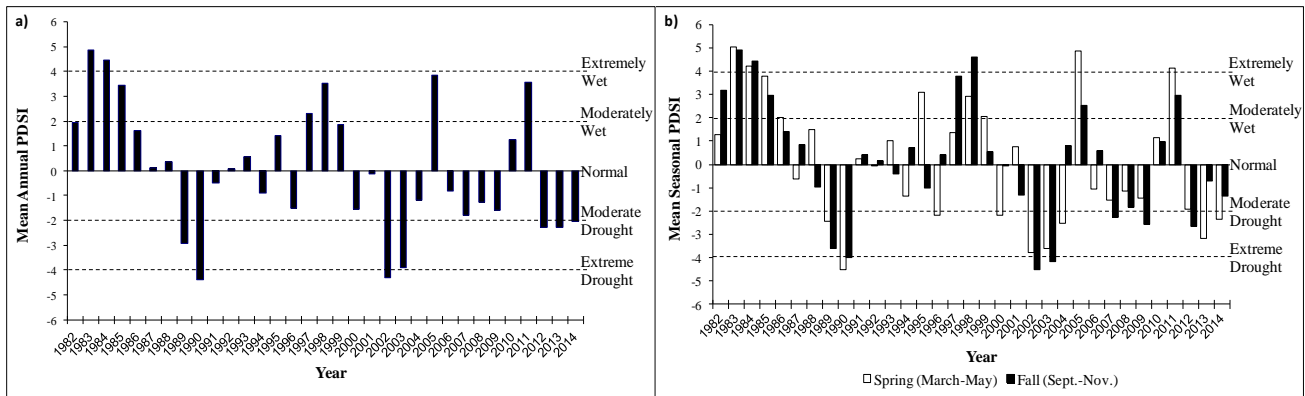 a)
Mean Annual PDSI
6
5
4
3
2
1
0
-1
-2
-3
-4
-5
-6
Extremely
Wet
Moderately
Wet
Normal
Moderate
Drought
Extreme
Drought
1982 1983 1984 1985 1986 1987 1988 1989 1990 1991 1992 1993 1994 1995 1996 1997 1998 1999 2000 2001 2002 2003 2004 2005 2006 2007 2008 2009 2010 2011 2012 2013 2014
Year
b)
Mean Seasonal PDSI
6
5
4
3
2
1
0
-1
-2
-3
-4
-5
-6
Extremely
Wet
Moderately
Wet
Normal
Moderate
Drought
Extreme
Drought
1982 1983 1984 1985 1986 1987 1988 1989 1990 1991 1992 1993 1994 1995 1996 1997 1998 1999 2000 2001 2002 2003 2004 2005 2006 2007 2008 2009 2010 2011 2012 2013 2014
Year
Spring (March-May) Fall (Sept.-Nov.)